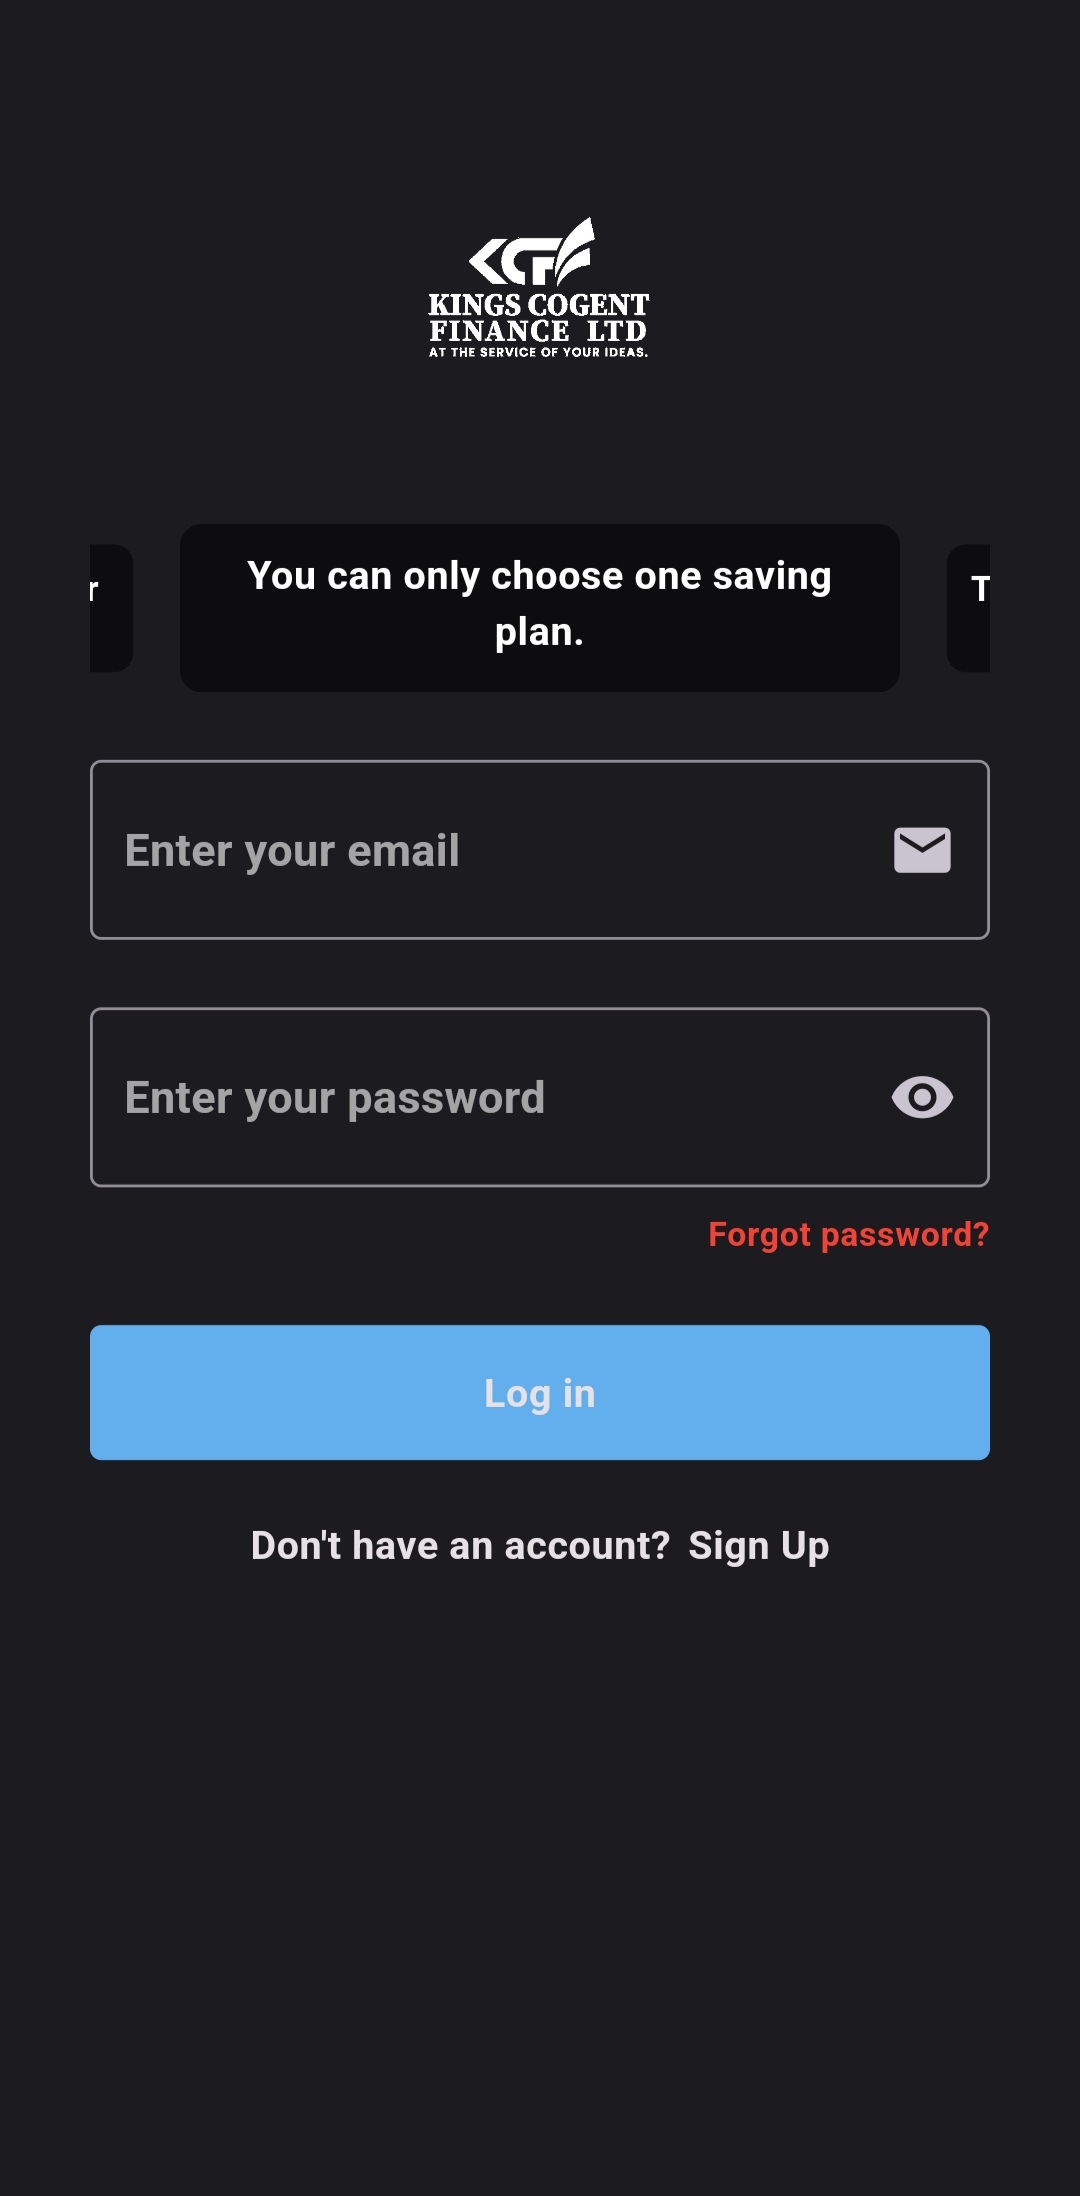 KINGS COGENT
FINANCE LTD
AT THE SERVICE OF YOUR IDEAS.
You can only choose one saving
plan.
Enter your email
Enter your password
Forgot password?
Log in
Don't have an account? Sign Up